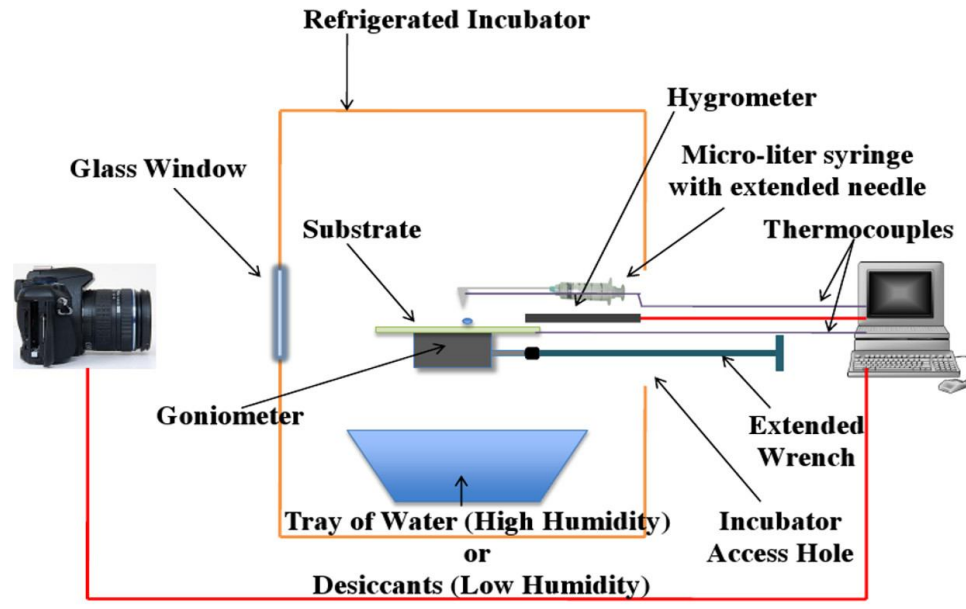 Refrigerated Incubator
Hygrometer
Glass Window
Micro-liter syringe
with extended needle
Substrate
Thermocouples
Goniometer
Extended
Wrench
Tray of Water (High Humidity)
or
Desiccants (Low Humidity)
Incubator
Access Hole